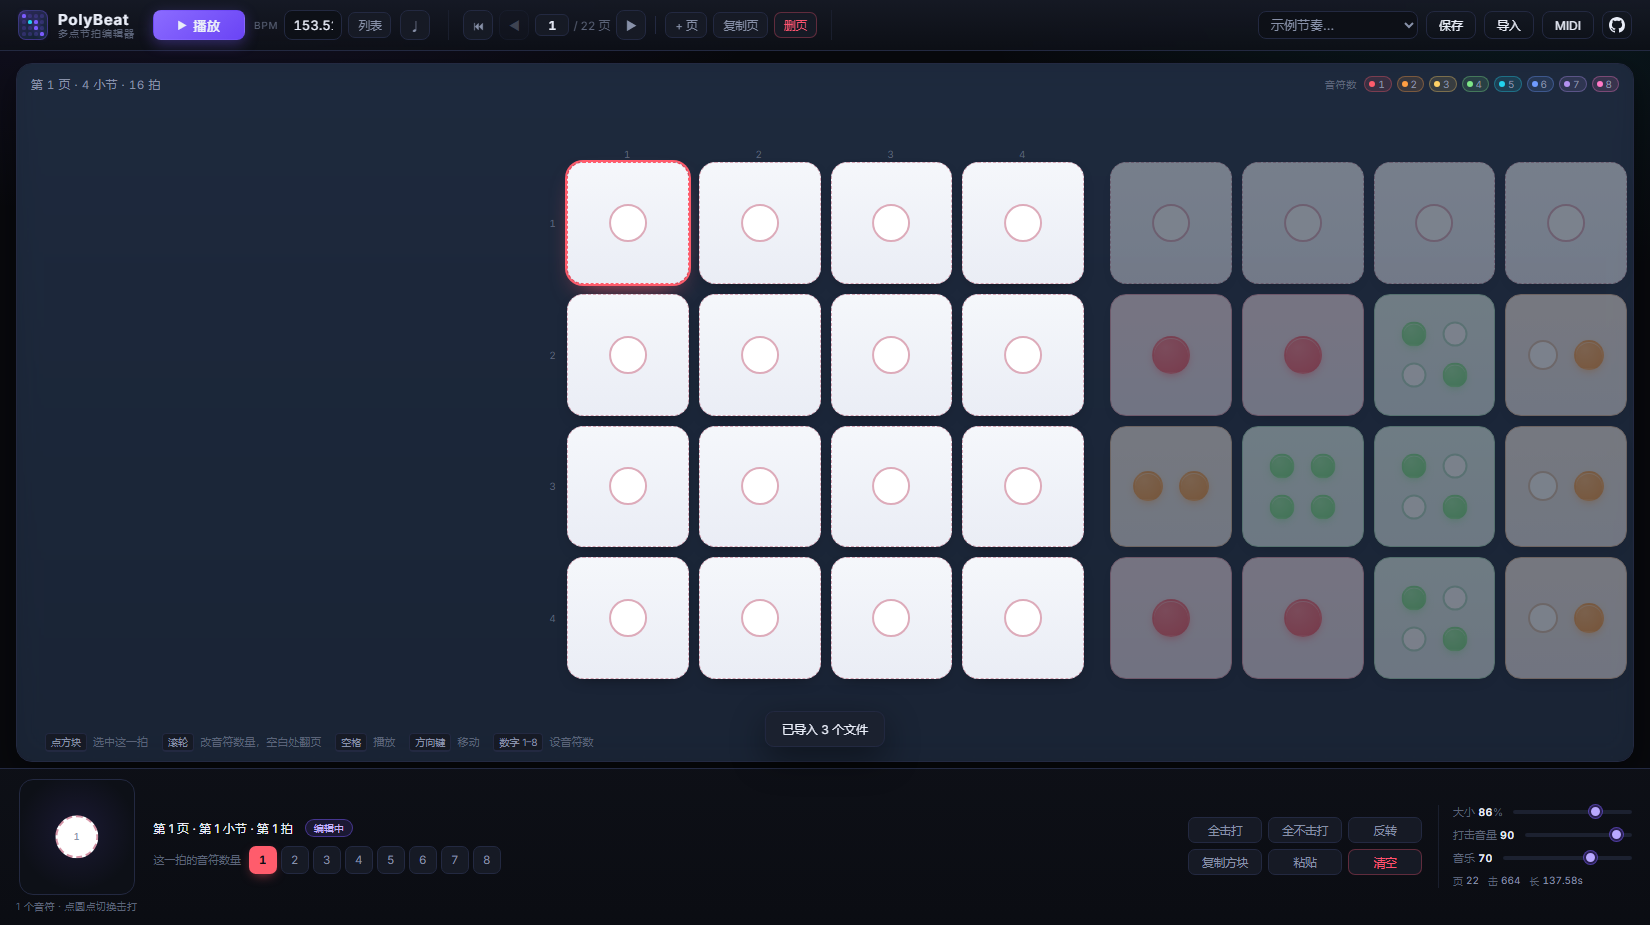 PolyBeat
多点节拍编辑器
▶ 播放
BPM 153.5
列表
♩
⏮
◀
1 / 22 页
▶
+ 页
复制页
删页
示例节奏...
保存
导入
MIDI
第 1 页 · 4 小节 · 16 拍
音符数 1 2 3 4 5 6 7 8
1 2 3 4
1
2
3
4
已导入 3 个文件
点方块 选中这一拍 滚轮 改音符数量，空白处翻页 空格 播放 方向键 移动 数字 1–8 设音符数
1
1 个音符 · 点圆点切换击打
第 1 页 · 第 1 小节 · 第 1 拍 编辑中
这一拍的音符数量 1 2 3 4 5 6 7 8
全击打 全不击打 反转
复制方块 粘贴 清空
大小 86%
打击音量 90
音乐 70
页 22 击 664 长 137.58s